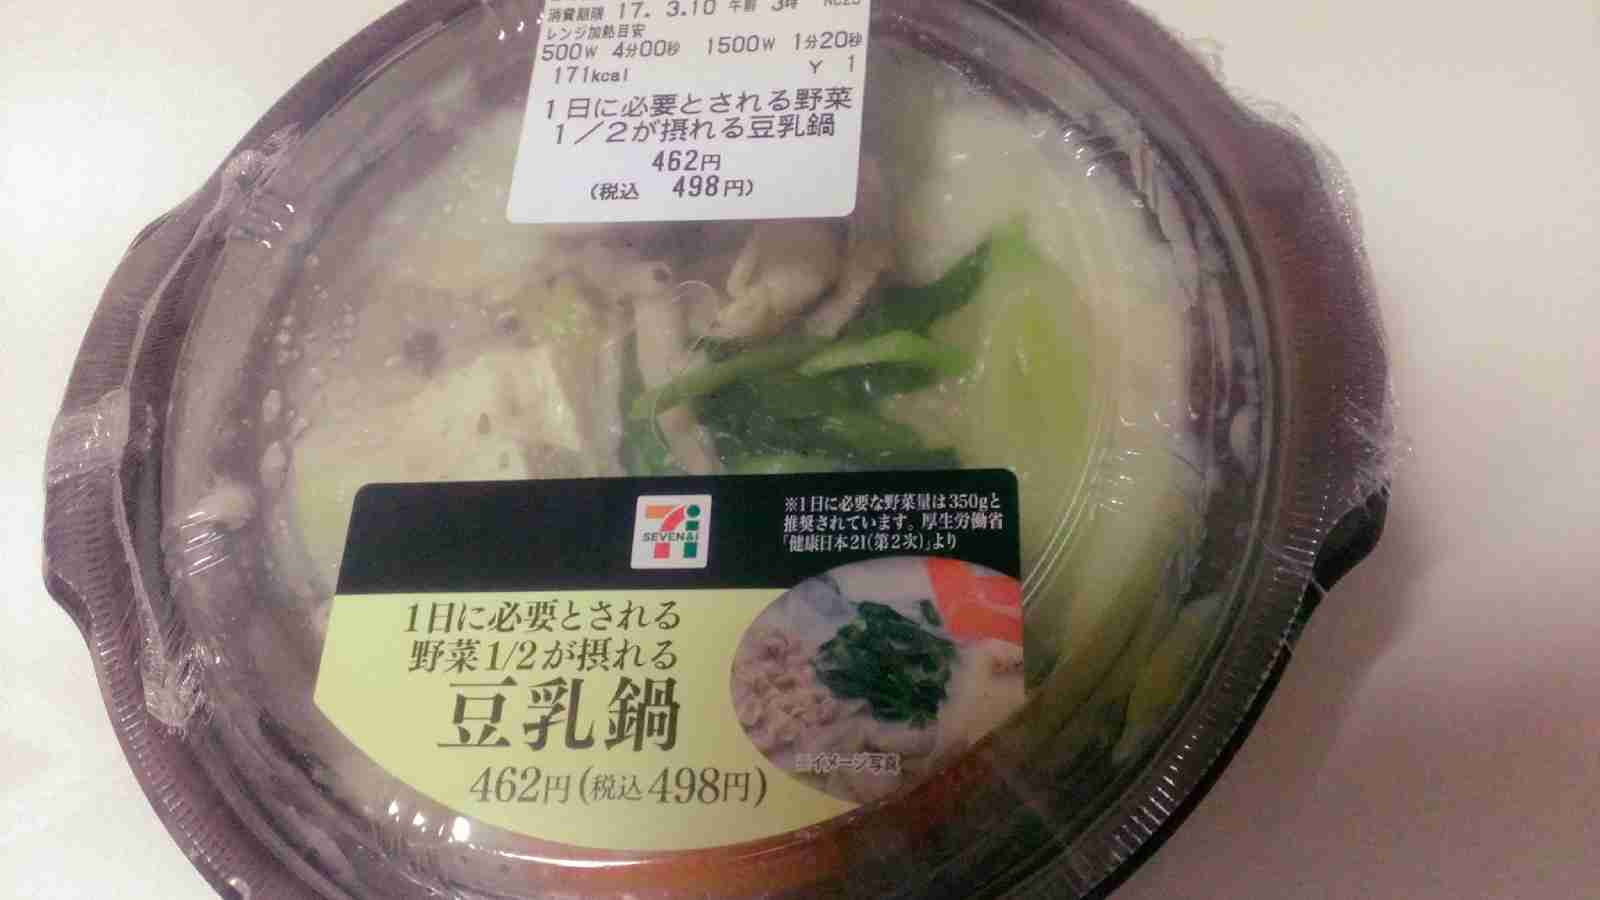 消費期限 17. 3.10 午前 3時
レンジ加熱目安
500W 4分00秒 1500W 1分20秒
171kcal Y 1
1日に必要とされる野菜
1/2が摂れる豆乳鍋
462円
(税込 498円)
SEVEN&i
※1日に必要な野菜量は350gと
推奨されています。厚生労働省
「健康日本21(第2次)」より
1日に必要とされる
野菜1/2が摂れる
豆乳鍋
462円(税込498円)
※イメージ写真